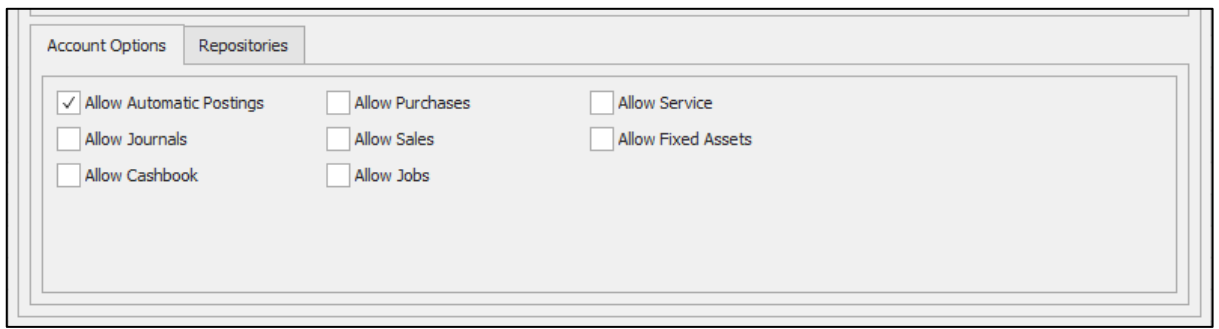 Account Options Repositories
Allow Automatic Postings Allow Purchases Allow Service
Allow Journals Allow Sales Allow Fixed Assets
Allow Cashbook Allow Jobs